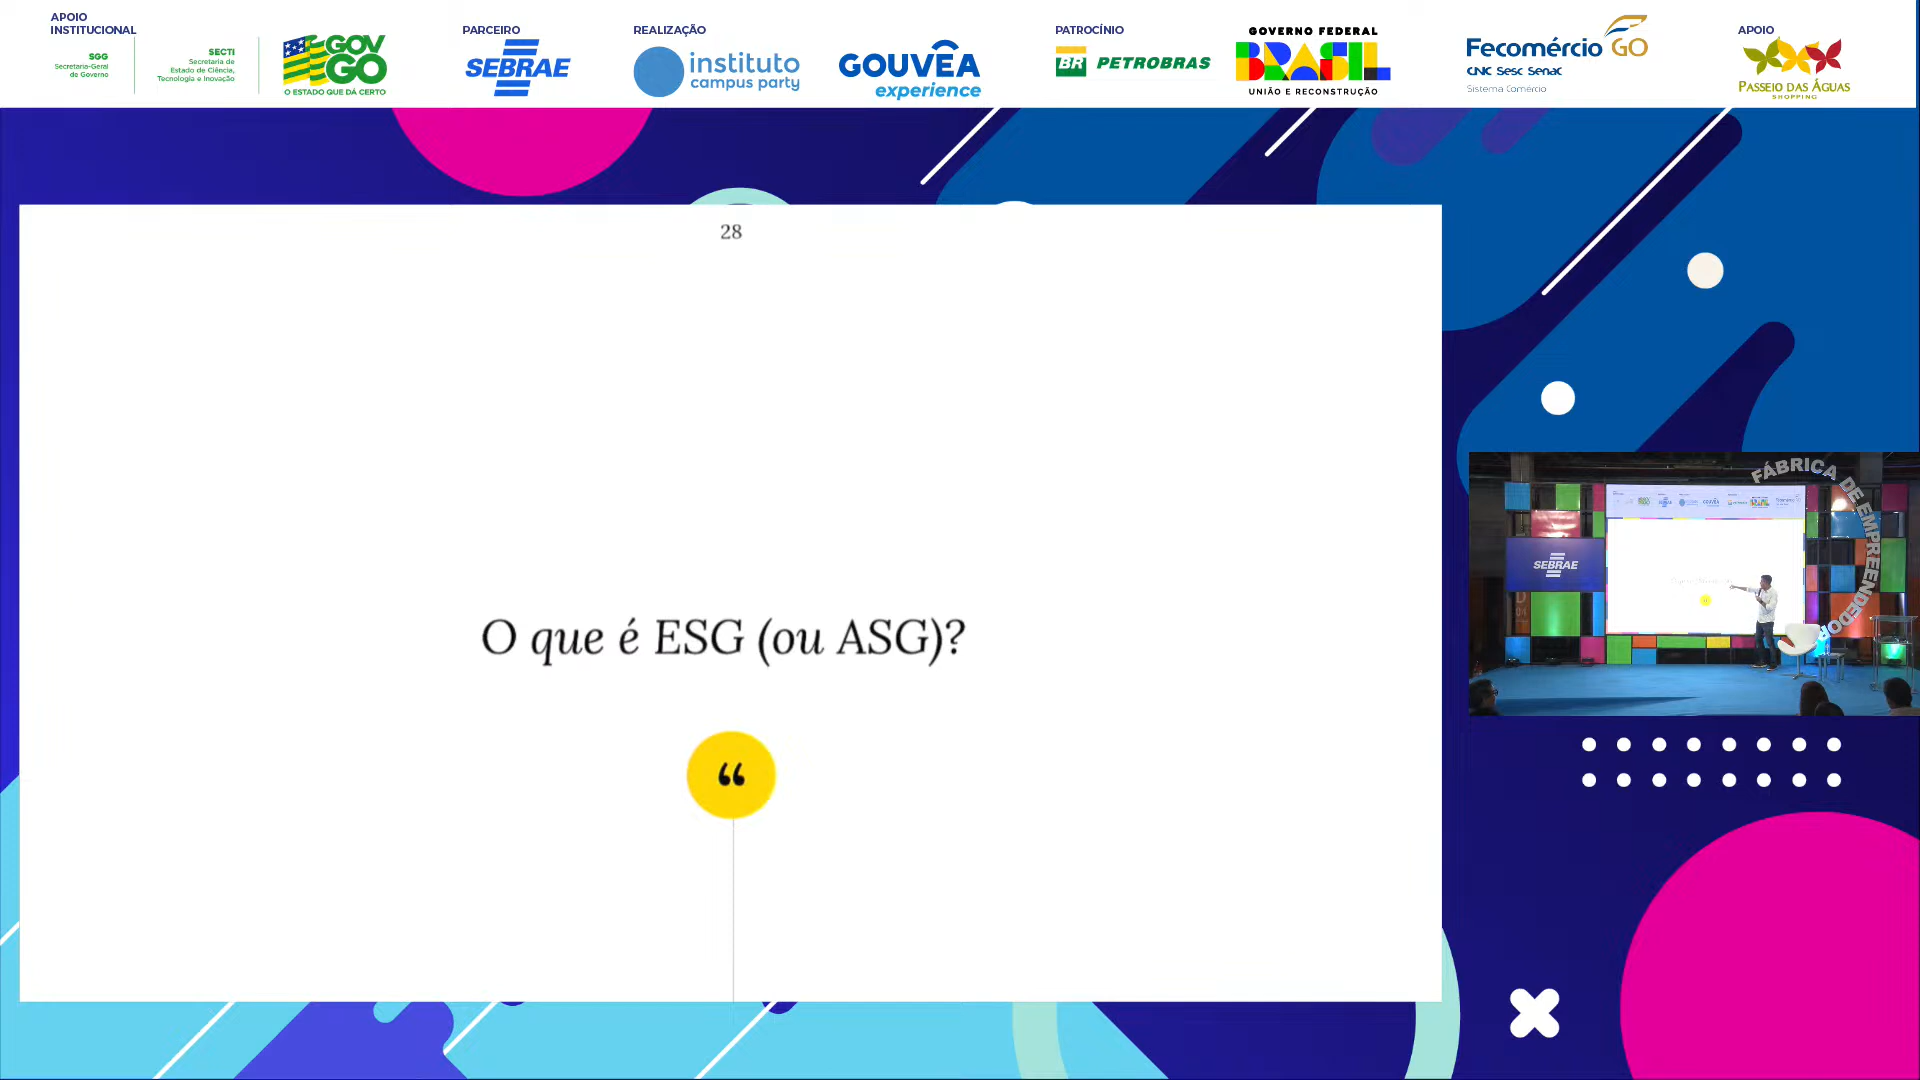 APOIO
INSTITUCIONAL
SGG
Secretaria-Geral
de Governo
SECTI
Secretaria de
Estado de Ciência,
Tecnologia e Inovação
GOV
GO
O ESTADO QUE DÁ CERTO
PARCEIRO
SEBRAE
REALIZAÇÃO
instituto
campus party
GOUVÊA
experience
PATROCÍNIO
BR PETROBRAS
GOVERNO FEDERAL
BRASIL
UNIÃO E RECONSTRUÇÃO
Fecomércio GO
CNC Sesc Senac
Sistema Comércio
APOIO
PASSEIO DAS ÁGUAS
SHOPPING
28
O que é ESG (ou ASG)?
“
FÁBRICA DE EMPREENDEDOR
SEBRAE
GOUVÊA